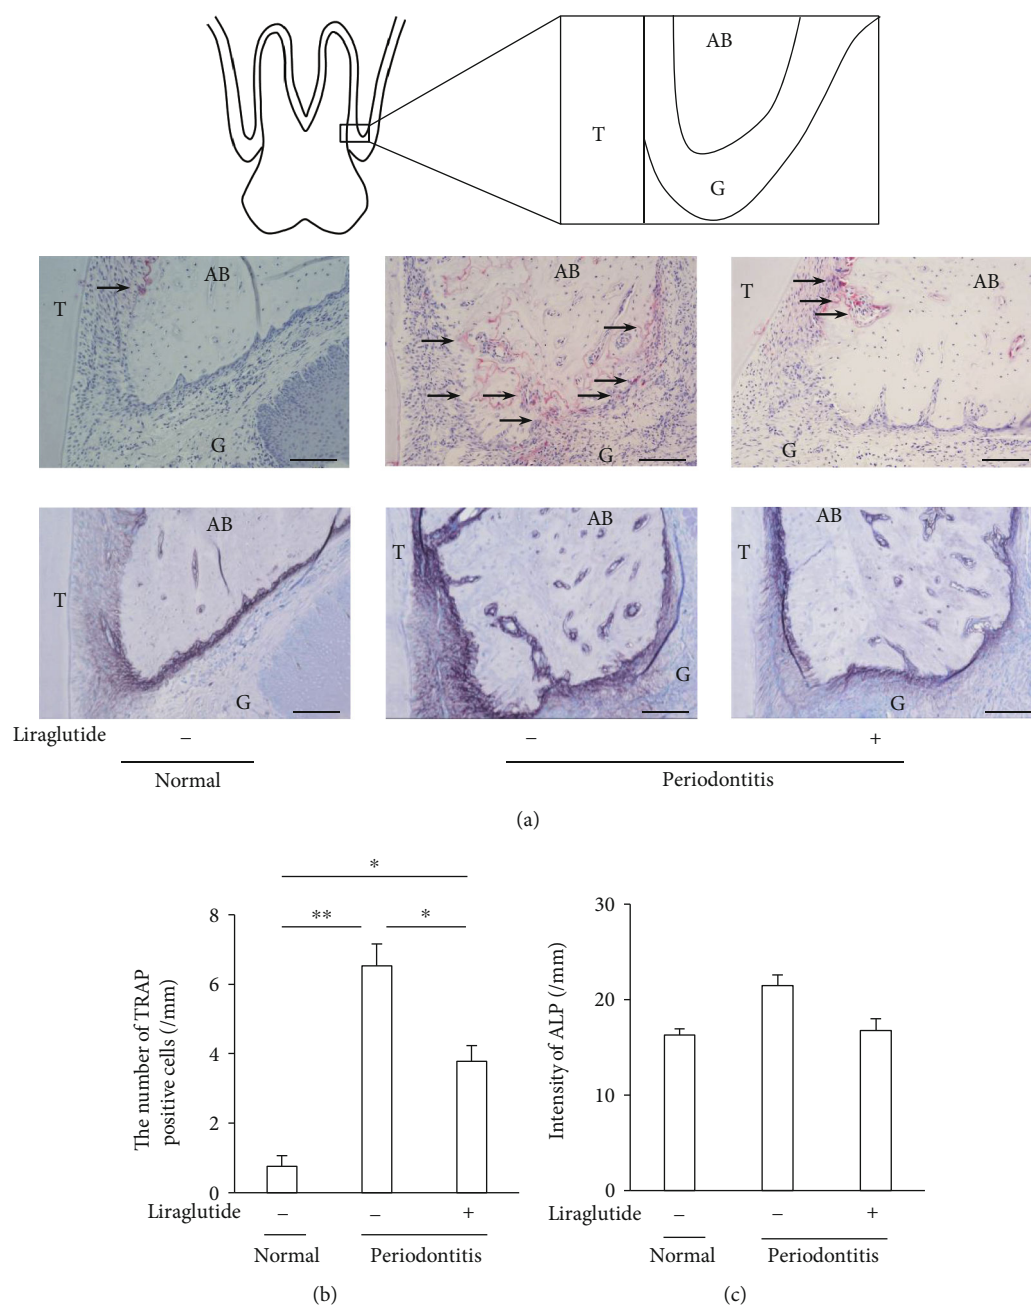 AB
T
G
AB
T
G
AB
G
T
AB
G
AB
T
G
AB
T
G
AB
T
G
Liraglutide − − +
Normal Periodontitis
(a)
The number of TRAP
positive cells (/mm)
8
6
4
2
0
*
** *
Liraglutide − − +
Normal Periodontitis
(b)
Intensity of ALP (/mm)
30
20
10
0
Liraglutide − − +
Normal Periodontitis
(c)